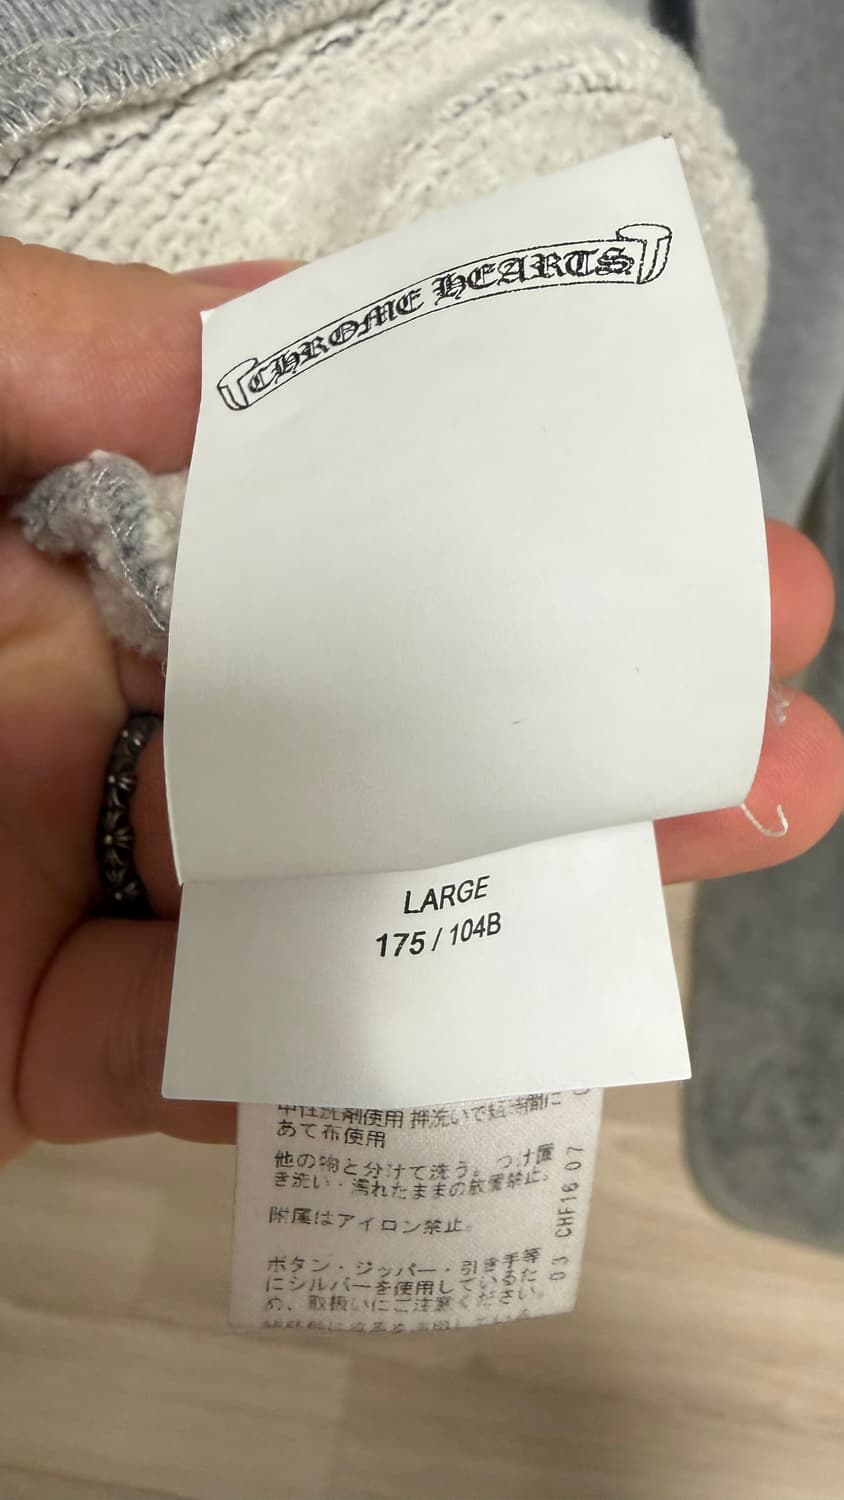 CHROME HEARTS
LARGE
175 / 104B
中性洗剤使用 押洗いで短時間に
あて布使用
他の物と分けて洗う。つけ置
き洗い・濡れたままの放置禁止。
附属はアイロン禁止。
ボタン・ジッパー・引き手等
にシルバーを使用しているた
め、取扱いにご注意ください。
03 CHF16 07